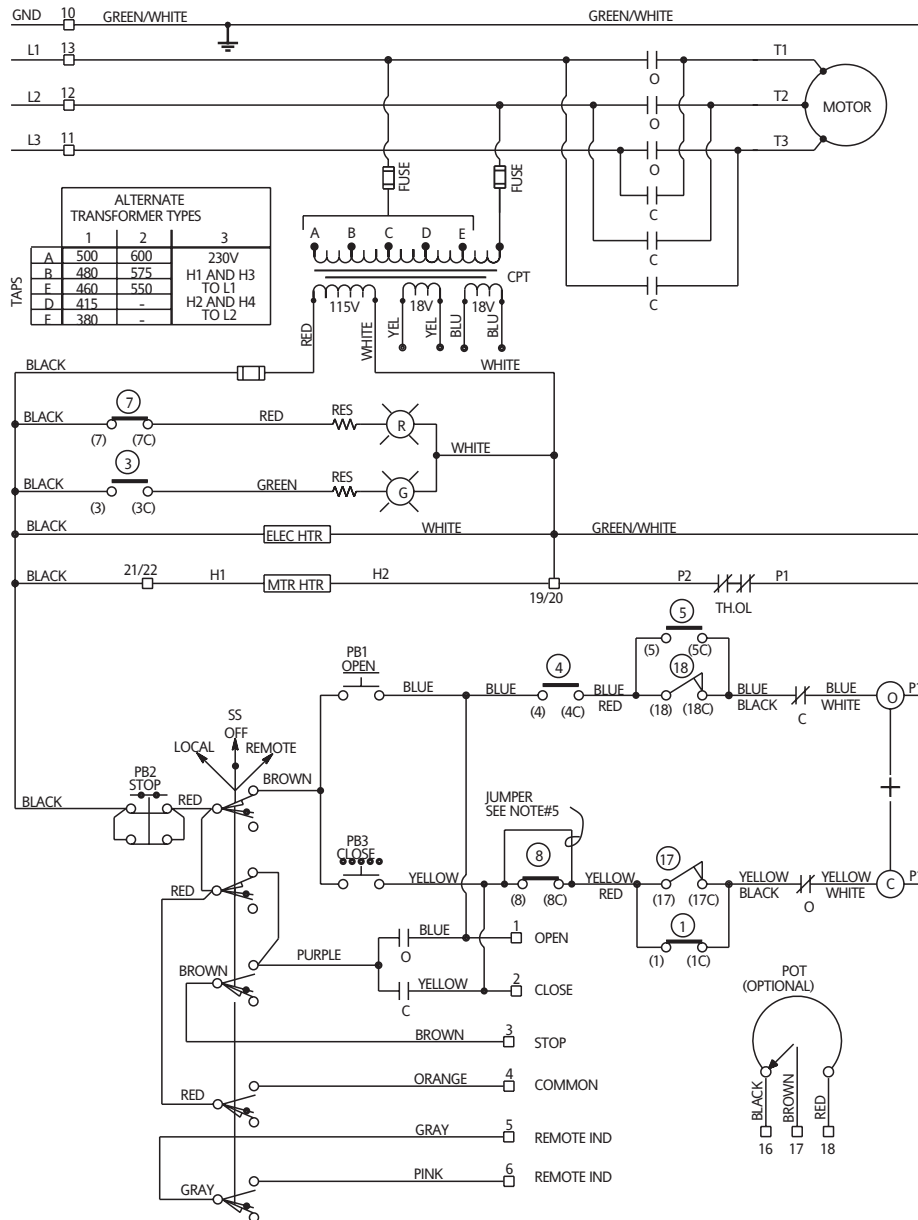 GND 10 GREEN/WHITE GREEN/WHITE
L1 13 T1
O
L2 12 T2 MOTOR
O
L3 11 T3
O
FUSE FUSE
C
C
C
ALTERNATE
TRANSFORMER TYPES
1 2 3
TAPS
A 500 600 230V
B 480 575 H1 AND H3
E 460 550 TO L1
D 415 - H2 AND H4
E 380 - TO L2
A B C D E
CPT
115V 18V 18V
RED WHITE YEL YEL BLU BLU
BLACK WHITE
7
BLACK RED RES R
(7) (7C)
WHITE
3
BLACK GREEN RES G
(3) (3C)
BLACK ELEC HTR WHITE GREEN/WHITE
BLACK 21/22 H1 MTR HTR H2 19/20 P2 TH.OL P1
5
(5) (5C)
PB1
OPEN
BLUE BLUE 4 BLUE 18 BLUE BLUE O P1
(4) (4C) RED (18) (18C) BLACK C WHITE
SS
OFF
LOCAL REMOTE
BROWN
PB2
STOP
BLACK RED
JUMPER
SEE NOTE#5
PB3
CLOSE
YELLOW 8 YELLOW 17 YELLOW YELLOW C P1
(8) (8C) RED (17) (17C) BLACK O WHITE
1
(1) (1C)
RED
PURPLE
O BLUE 1 OPEN
C YELLOW 2 CLOSE
BROWN
BROWN 3 STOP
RED
ORANGE 4 COMMON
GRAY 5 REMOTE IND
GRAY
PINK 6 REMOTE IND
POT
(OPTIONAL)
BLACK BROWN RED
16 17 18